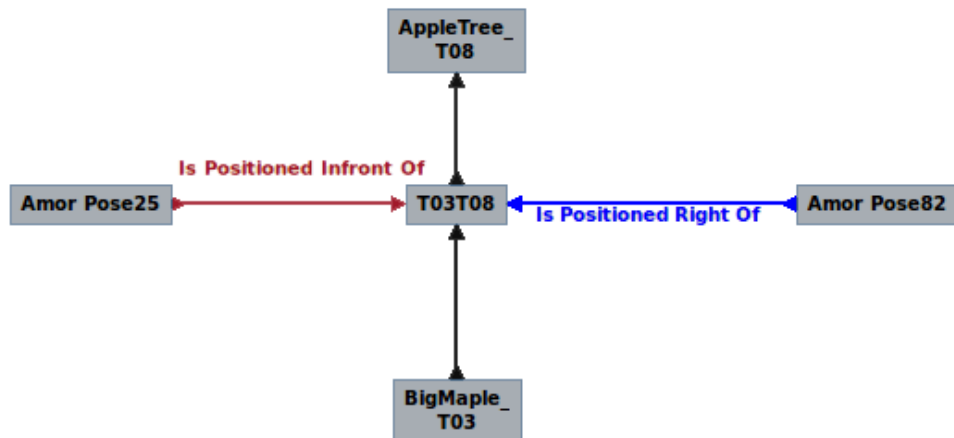 AppleTree_
T08
Is Positioned Infront Of
Amor Pose25
T03T08
Is Positioned Right Of
Amor Pose82
BigMaple_
T03